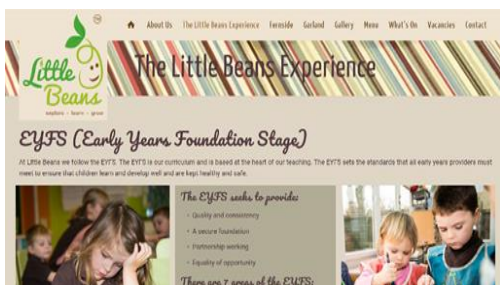 About Us The Little Beans Experience Fernside Garland Gallery Menu What's On Vacancies Contact
Little
Beans
explore - learn - grow
The Little Beans Experience
EYFS (Early Years Foundation Stage)
At Little Beans we follow the EYFS. The EYFS is our curriculum and is based at the heart of our teaching. The EYFS sets the standards that all early years providers must
meet to ensure that children learn and develop well and are kept healthy and safe.
The EYFS seeks to provide:
• Quality and consistency
• A secure foundation
• Partnership working
• Equality of opportunity
There are 7 areas of the EYFS: